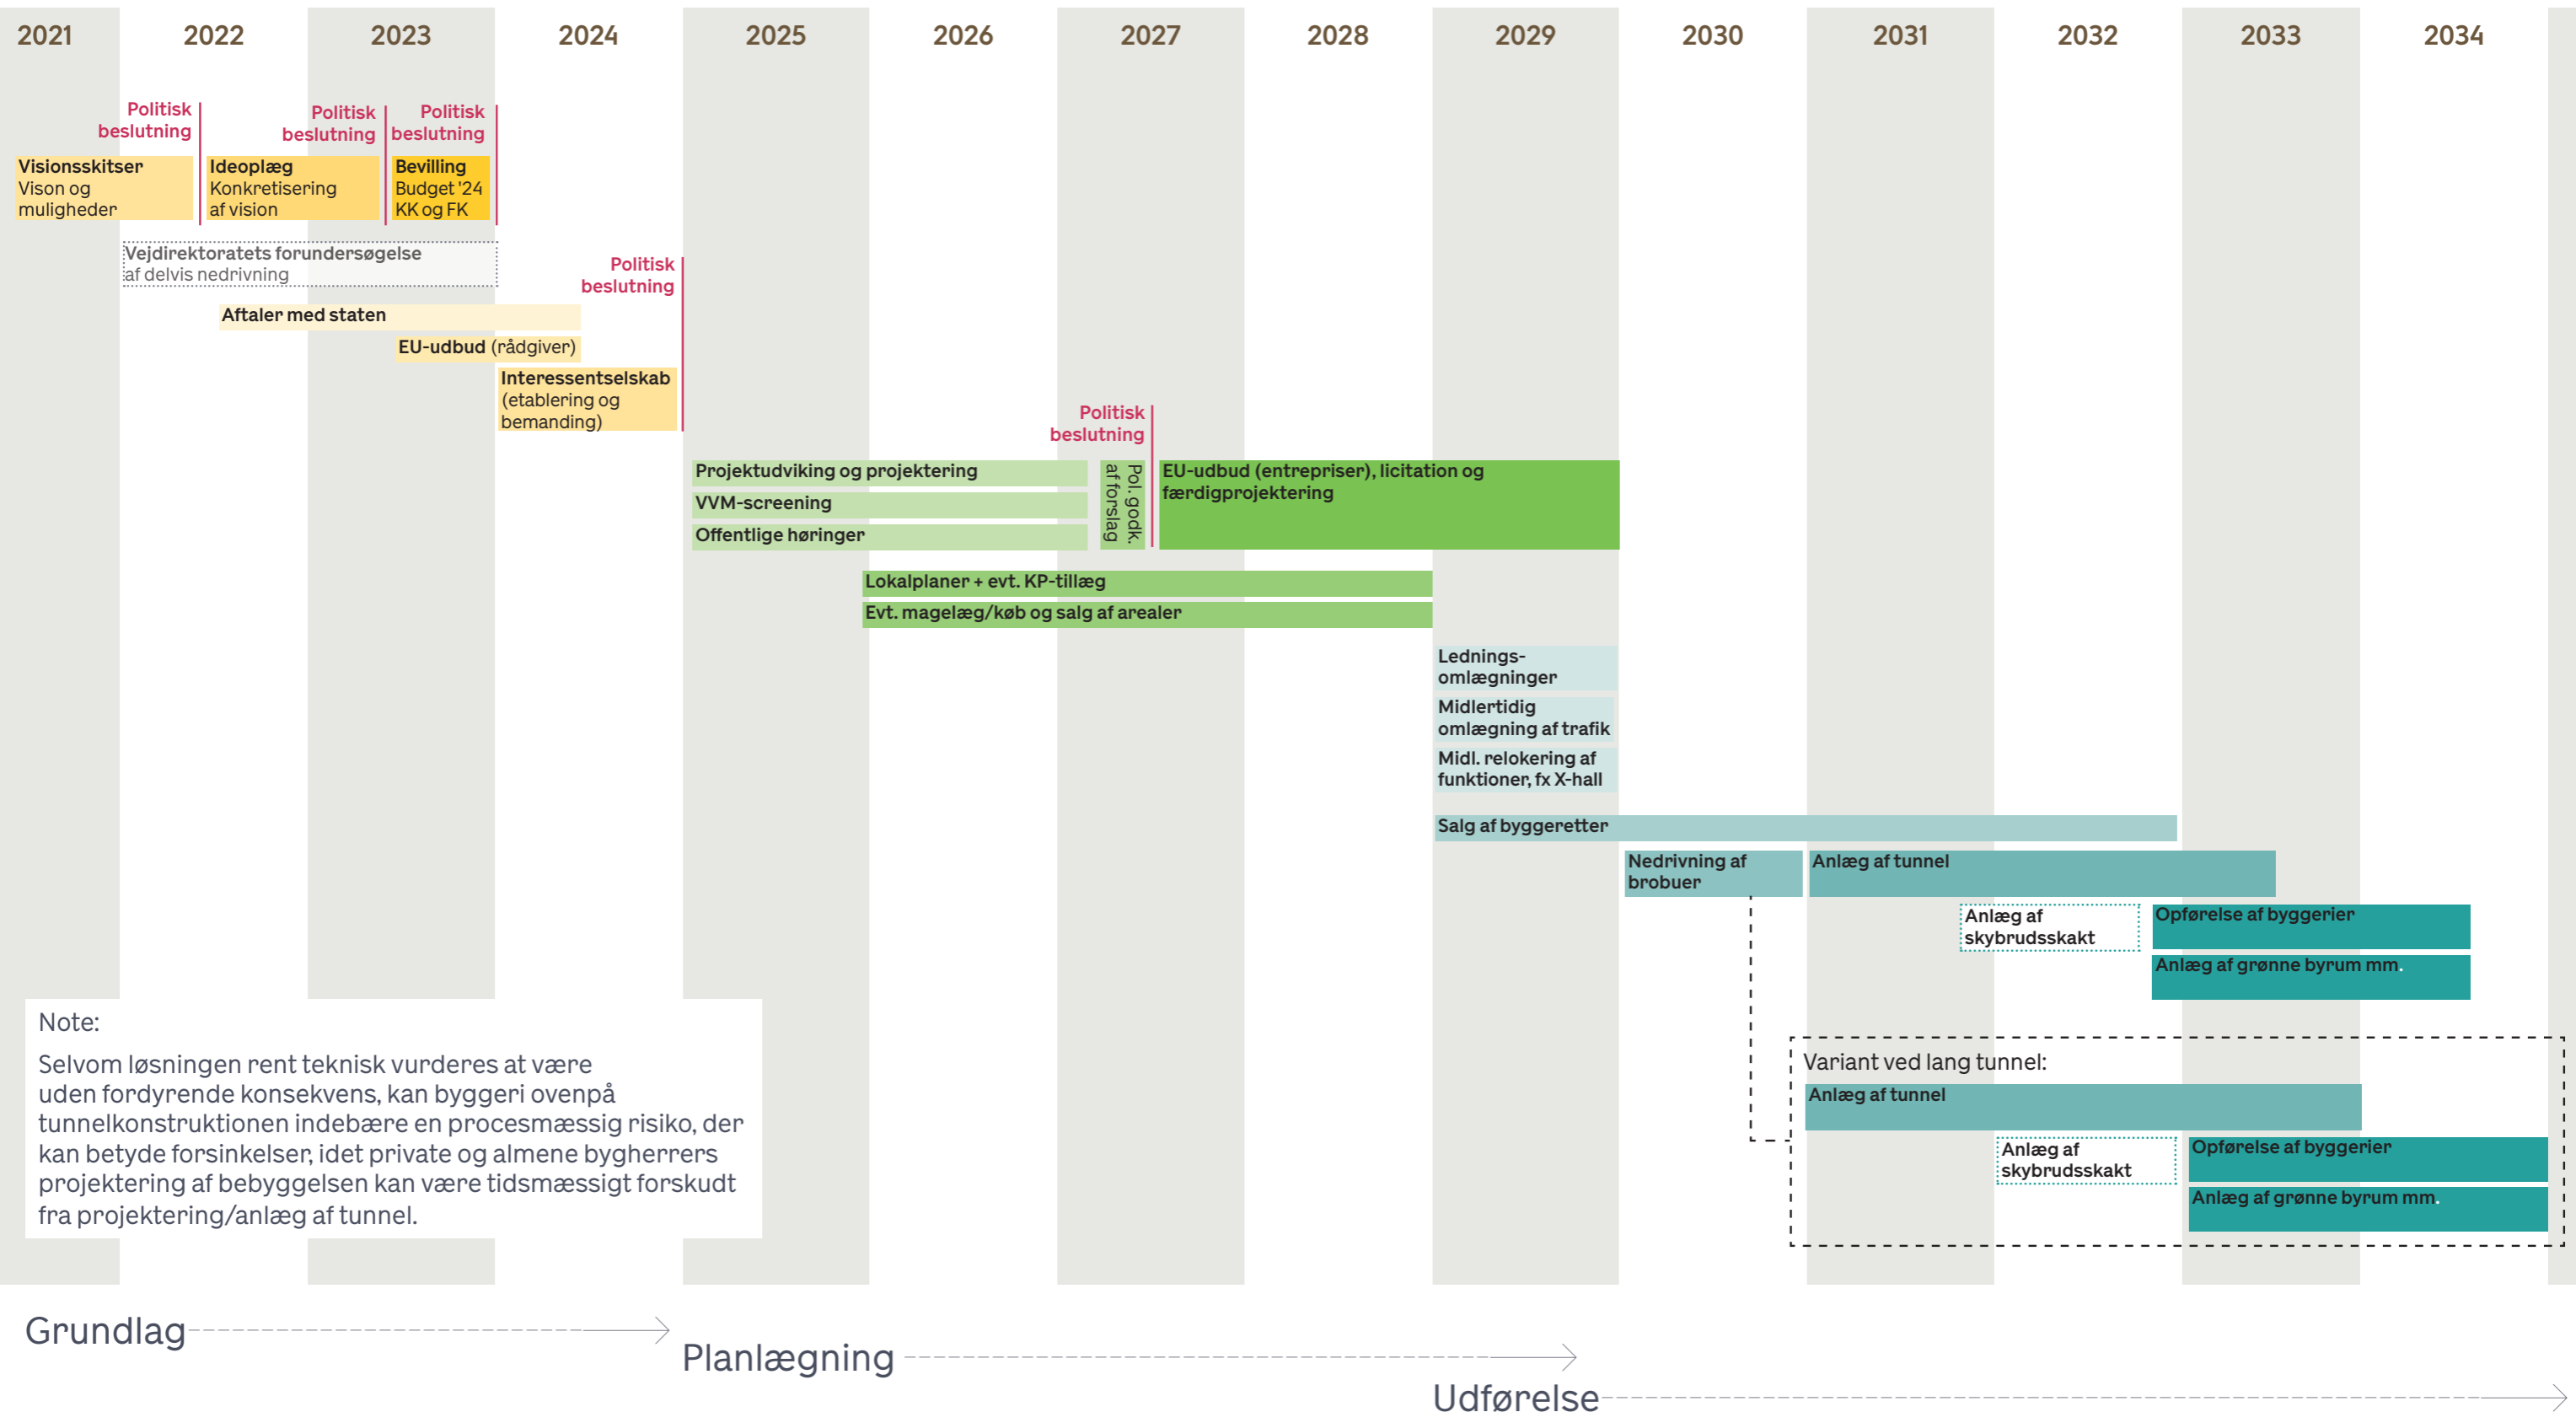 2021 2022 2023 2024 2025 2026 2027 2028 2029 2030 2031 2032 2033 2034
Politisk
beslutning
Politisk
beslutning
Politisk
beslutning
Visionsskitser
Vison og
muligheder
Ideoplæg
Konkretisering
af vision
Bevilling
Budget '24
KK og FK
Vejdirektoratets forundersøgelse
af delvis nedrivning
Politisk
beslutning
Aftaler med staten
EU-udbud (rådgiver)
Interessentselskab
(etablering og
bemanding)
Politisk
beslutning
Projektudviking og projektering
VVM-screening
Offentlige høringer
Pol. godk.
af forslag
EU-udbud (entrepriser), licitation og
færdigprojektering
Lokalplaner + evt. KP-tillæg
Evt. magelæg/køb og salg af arealer
Lednings-
omlægninger
Midlertidig
omlægning af trafik
Midl. relokering af
funktioner, fx X-hall
Salg af byggeretter
Nedrivning af
brobuer
Anlæg af tunnel
Anlæg af
skybrudsskakt
Opførelse af byggerier
Anlæg af grønne byrum mm.
Note:
Selvom løsningen rent teknisk vurderes at være
uden fordyrende konsekvens, kan byggeri ovenpå
tunnelkonstruktionen indebære en procesmæssig risiko, der
kan betyde forsinkelser, idet private og almene bygherrers
projektering af bebyggelsen kan være tidsmæssigt forskudt
fra projektering/anlæg af tunnel.
Variant ved lang tunnel:
Anlæg af tunnel
Anlæg af
skybrudsskakt
Opførelse af byggerier
Anlæg af grønne byrum mm.
Grundlag
Planlægning
Udførelse